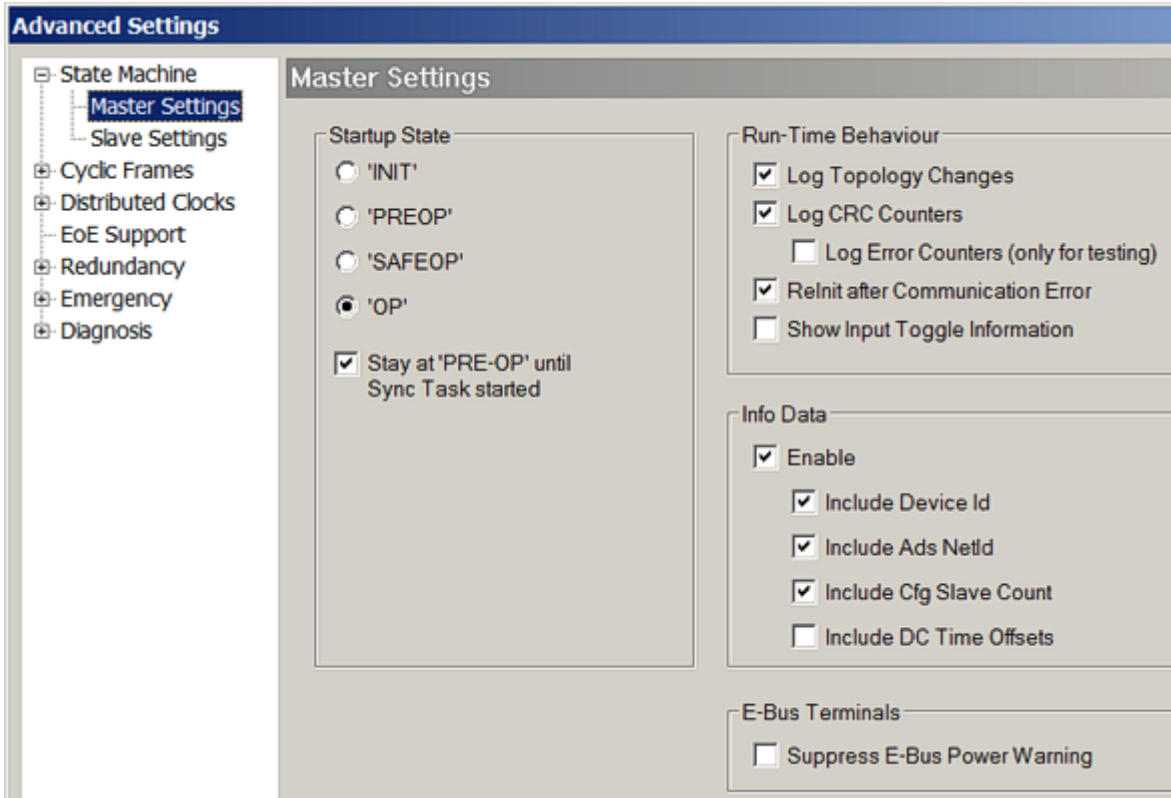 Advanced Settings
State Machine
Master Settings
Slave Settings
Cyclic Frames
Distributed Clocks
EoE Support
Redundancy
Emergency
Diagnosis
Master Settings
Startup State
'INIT'
'PREOP'
'SAFEOP'
'OP'
Stay at 'PRE-OP' until
Sync Task started
Run-Time Behaviour
Log Topology Changes
Log CRC Counters
Log Error Counters (only for testing)
ReInit after Communication Error
Show Input Toggle Information
Info Data
Enable
Include Device Id
Include Ads NetId
Include Cfg Slave Count
Include DC Time Offsets
E-Bus Terminals
Suppress E-Bus Power Warning